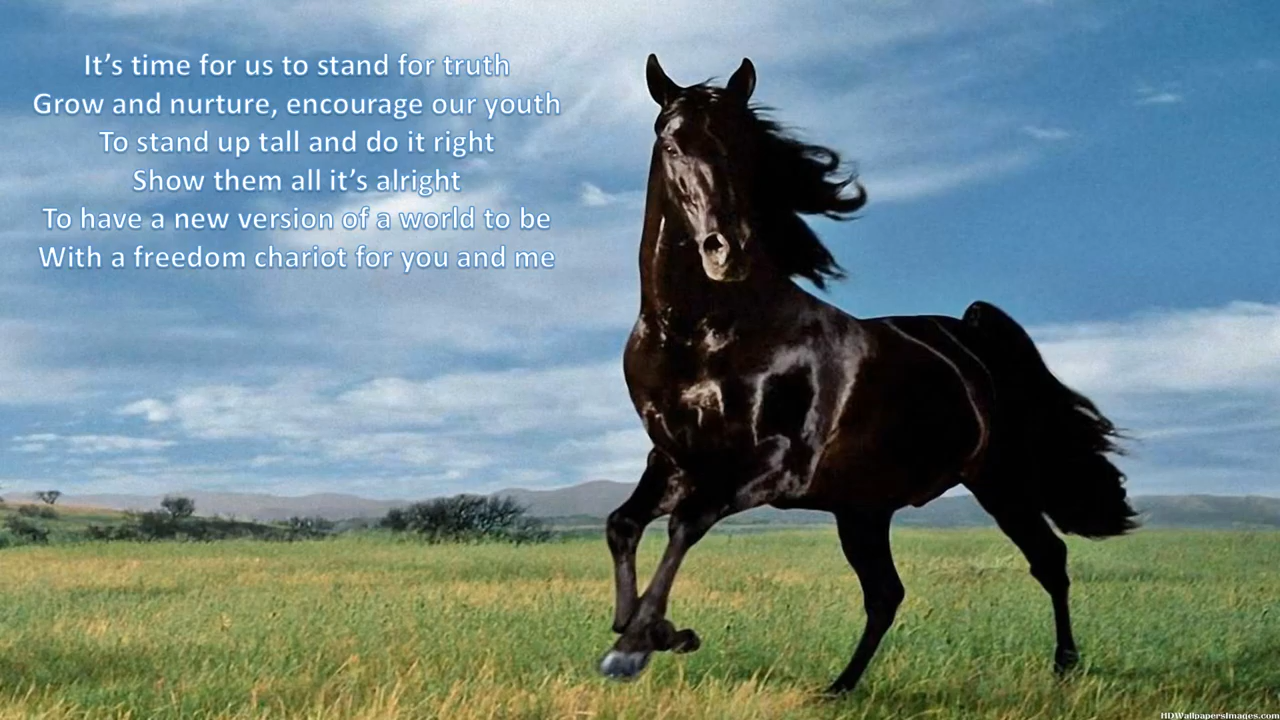 It’s time for us to stand for truth
Grow and nurture, encourage our youth
To stand up tall and do it right
Show them all it’s alright
To have a new version of a world to be
With a freedom chariot for you and me
HDWallpapersImages.com